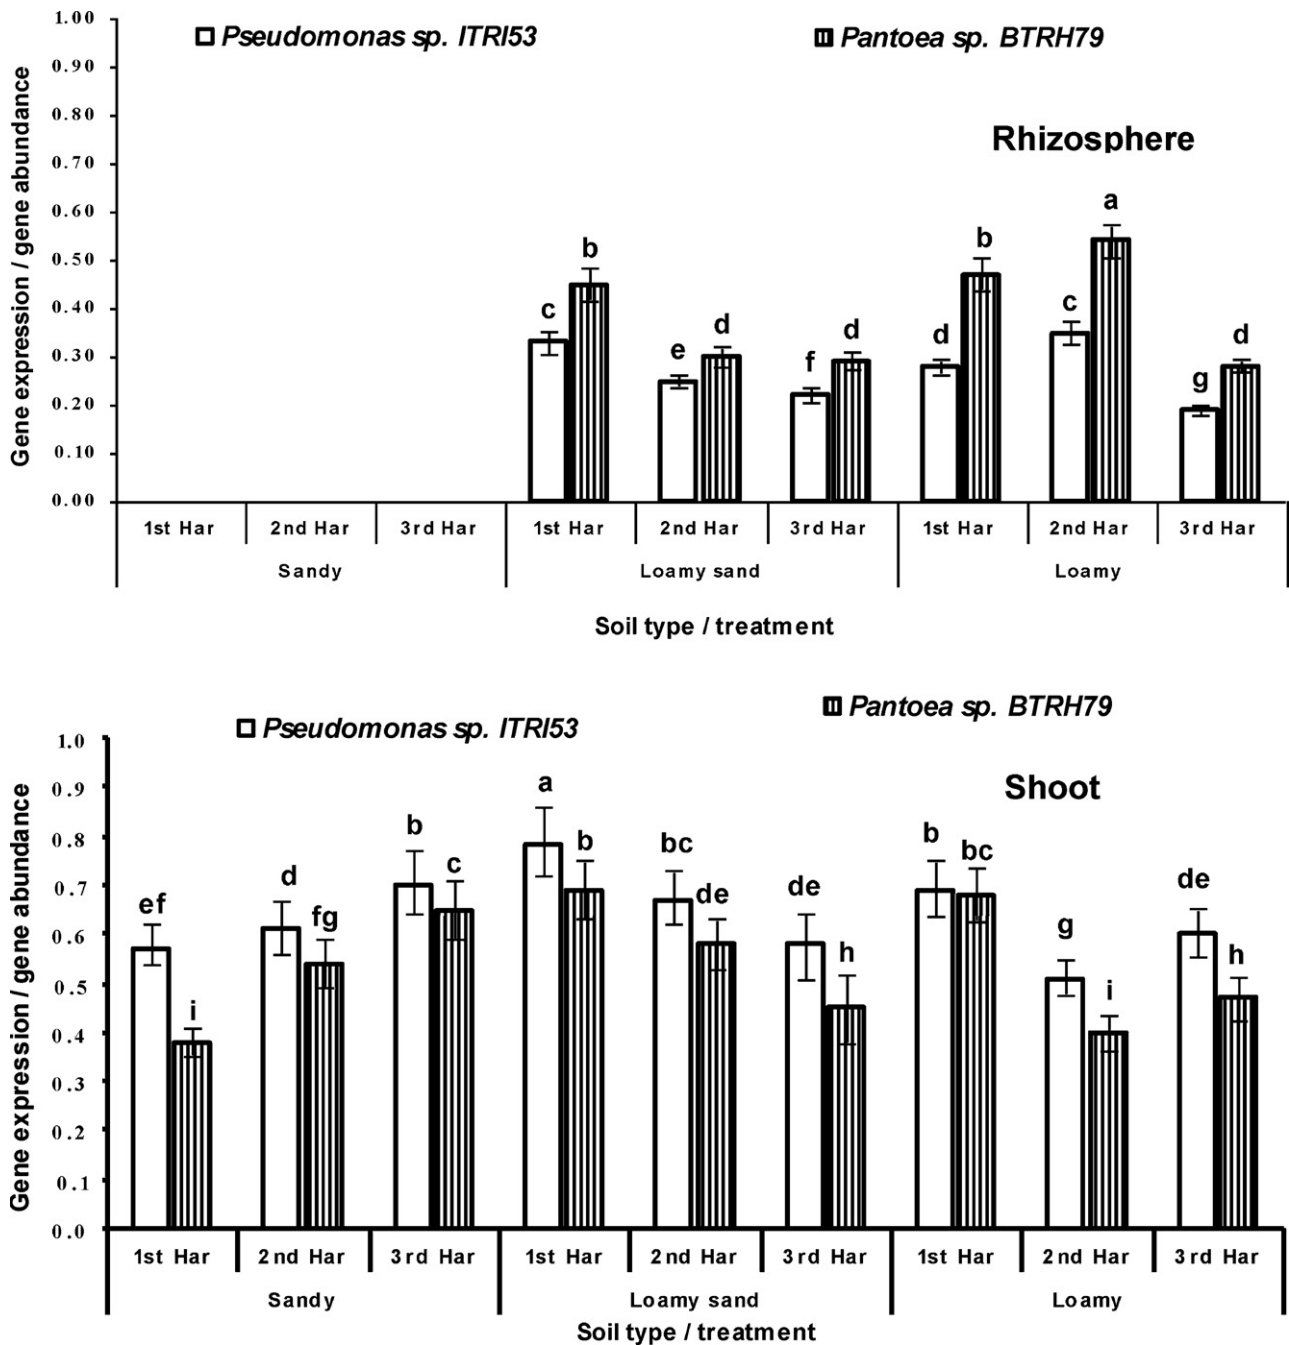 1.00
Pseudomonas sp. ITRI53
Pantoea sp. BTRH79
0.90
0.80
0.70
0.60
0.50
0.40
0.30
0.20
0.10
0.00
Gene expression / gene abundance
Rhizosphere
c b e d f d d b c a g d
1st Har 2nd Har 3rd Har 1st Har 2nd Har 3rd Har 1st Har 2nd Har 3rd Har
Sandy Loamy sand Loamy
Soil type / treatment
Pseudomonas sp. ITRI53
Pantoea sp. BTRH79
1.0
0.9
0.8
0.7
0.6
0.5
0.4
0.3
0.2
0.1
0.0
Gene expression / gene abundance
Shoot
ef i d fg b c a b bc de de h b bc g i de h
1st Har 2nd Har 3rd Har 1st Har 2nd Har 3rd Har 1st Har 2nd Har 3rd Har
Sandy Loamy sand Loamy
Soil type / treatment